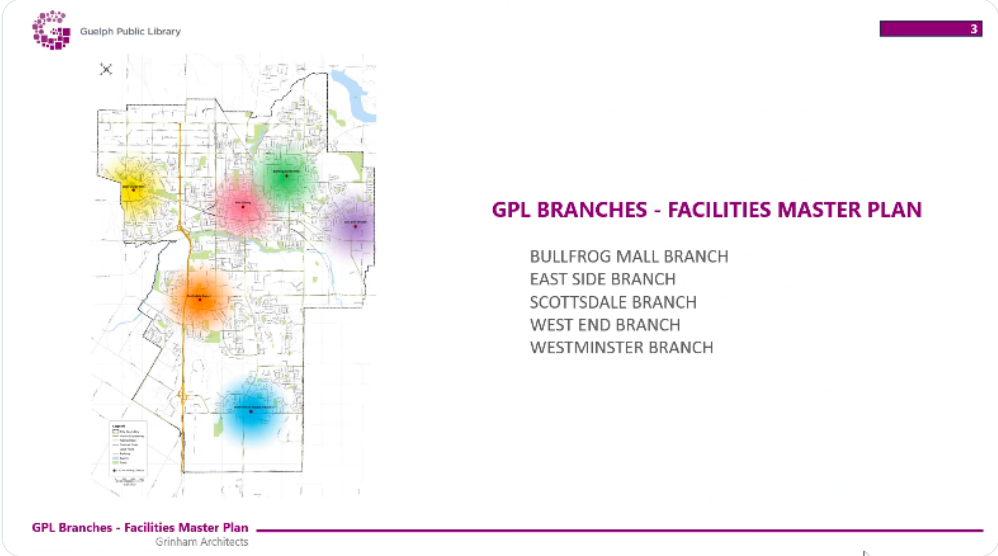 Guelph Public Library
3
GPL BRANCHES - FACILITIES MASTER PLAN
BULLFROG MALL BRANCH
EAST SIDE BRANCH
SCOTTSDALE BRANCH
WEST END BRANCH
WESTMINSTER BRANCH
Legend
GPL Branches - Facilities Master Plan
Grinham Architects